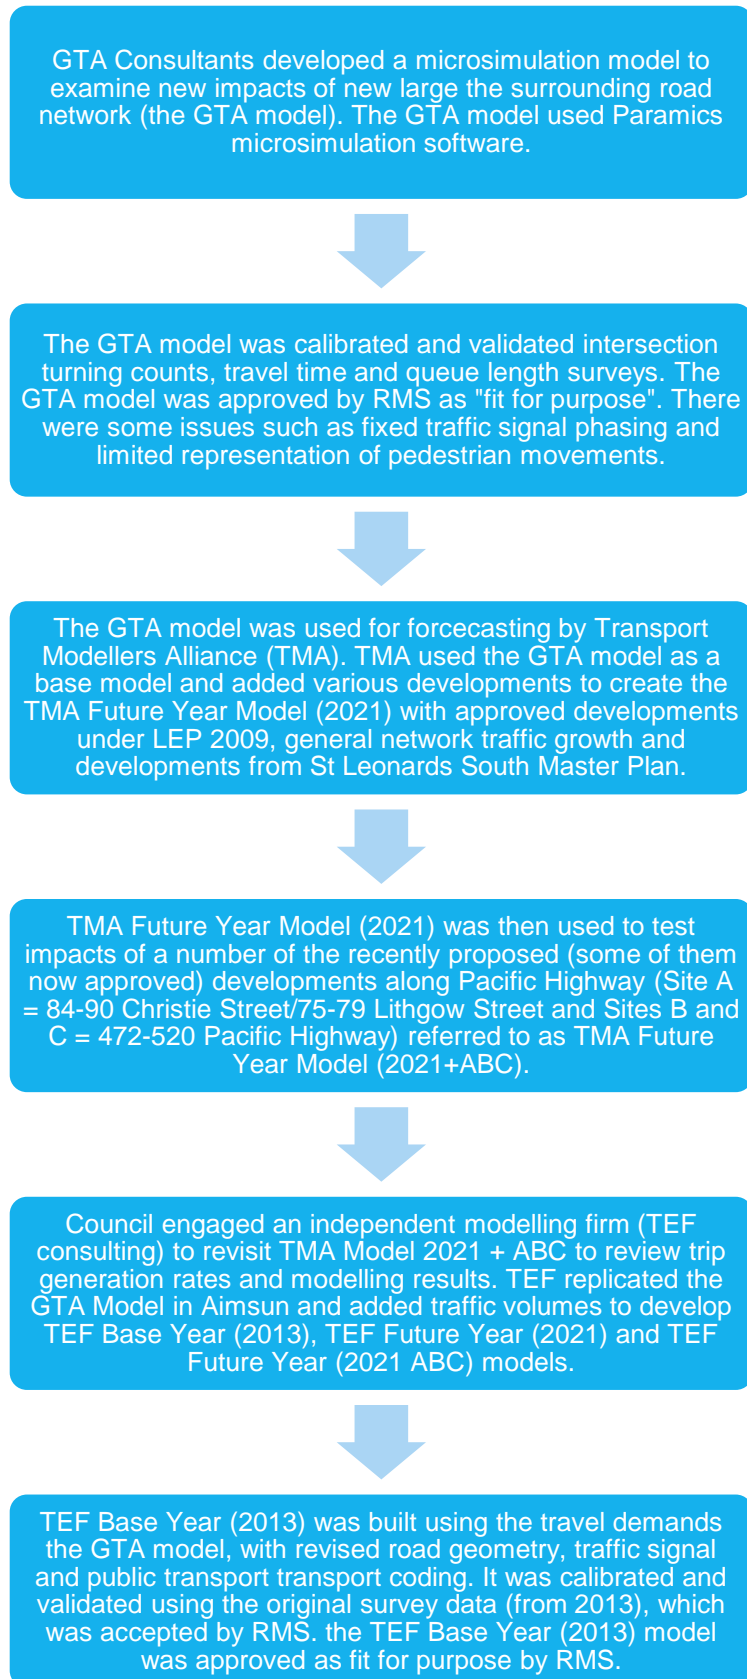 GTA Consultants developed a microsimulation model to
examine new impacts of new large the surrounding road
network (the GTA model). The GTA model used Paramics
microsimulation software.
The GTA model was calibrated and validated intersection
turning counts, travel time and queue length surveys. The
GTA model was approved by RMS as "fit for purpose". There
were some issues such as fixed traffic signal phasing and
limited representation of pedestrian movements.
The GTA model was used for forcecasting by Transport
Modellers Alliance (TMA). TMA used the GTA model as a
base model and added various developments to create the
TMA Future Year Model (2021) with approved developments
under LEP 2009, general network traffic growth and
developments from St Leonards South Master Plan.
TMA Future Year Model (2021) was then used to test
impacts of a number of the recently proposed (some of them
now approved) developments along Pacific Highway (Site A
= 84-90 Christie Street/75-79 Lithgow Street and Sites B and
C = 472-520 Pacific Highway) referred to as TMA Future
Year Model (2021+ABC).
Council engaged an independent modelling firm (TEF
consulting) to revisit TMA Model 2021 + ABC to review trip
generation rates and modelling results. TEF replicated the
GTA Model in Aimsun and added traffic volumes to develop
TEF Base Year (2013), TEF Future Year (2021) and TEF
Future Year (2021 ABC) models.
TEF Base Year (2013) was built using the travel demands
the GTA model, with revised road geometry, traffic signal
and public transport transport coding. It was calibrated and
validated using the original survey data (from 2013), which
was accepted by RMS. the TEF Base Year (2013) model
was approved as fit for purpose by RMS.